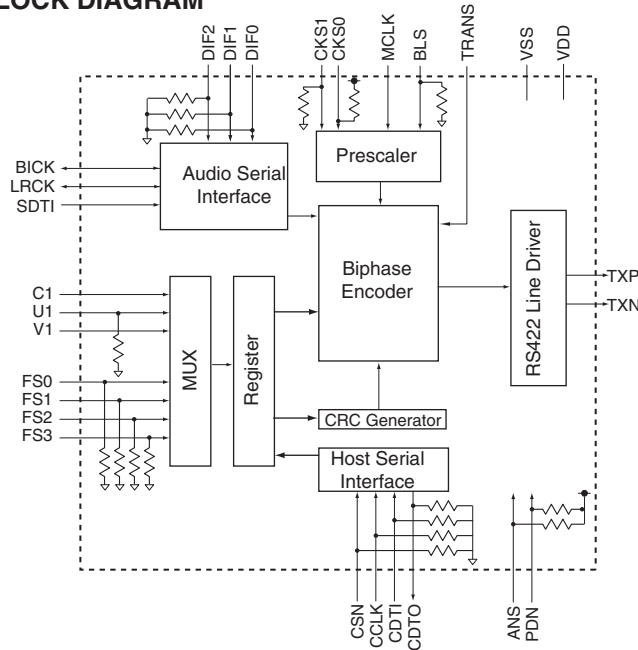 LOCK DIAGRAM
DIF2
DIF1
DIF0
CKS1
CKS0
MCLK
BLS
TRANS
VSS
VDD
BICK
LRCK
SDTI
Audio Serial
Interface
Prescaler
Biphase
Encoder
RS422 Line Driver
TXP
TXN
C1
U1
V1
FS0
FS1
FS2
FS3
MUX
Register
CRC Generator
Host Serial
Interface
CSN
CCLK
CDTI
CDTO
ANS
PDN